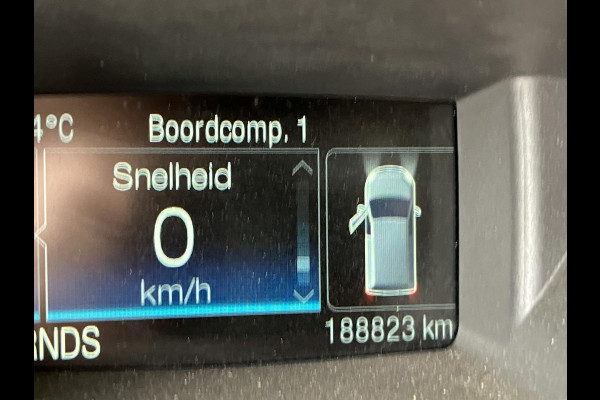 4°C Boordcomp. 1
Snelheid
0
km/h
188823 km
RNDS